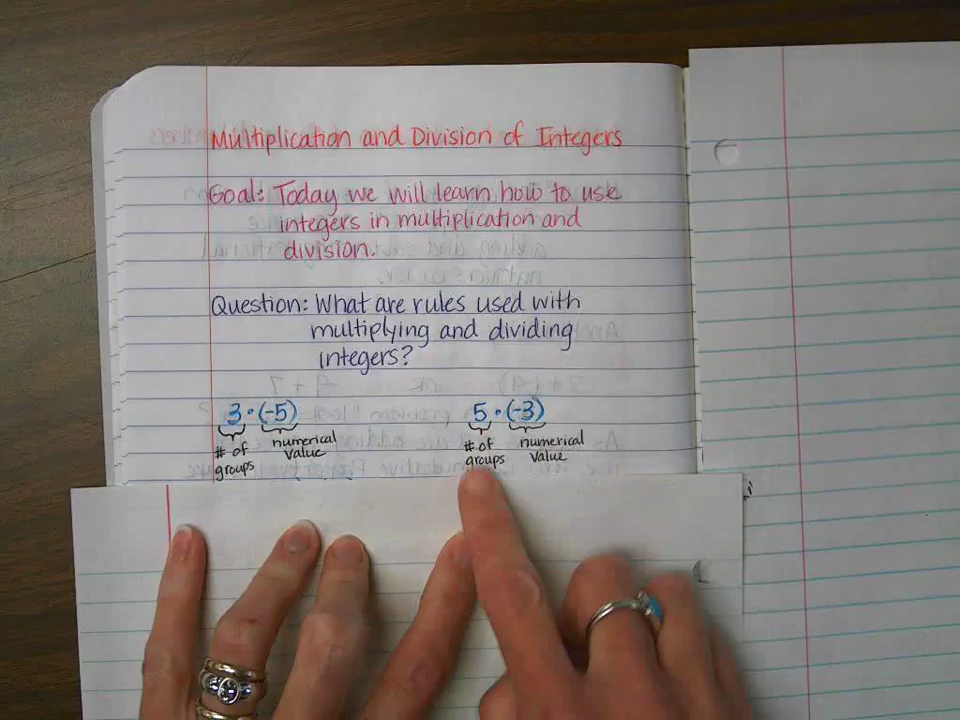 Multiplication and Division of Integers
Goal: Today we will learn how to use
integers in multiplication and
division.
Question: What are rules used with
multiplying and dividing
integers?
3 · (-5) 5 · (-3)
# of groups numerical value # of groups numerical value